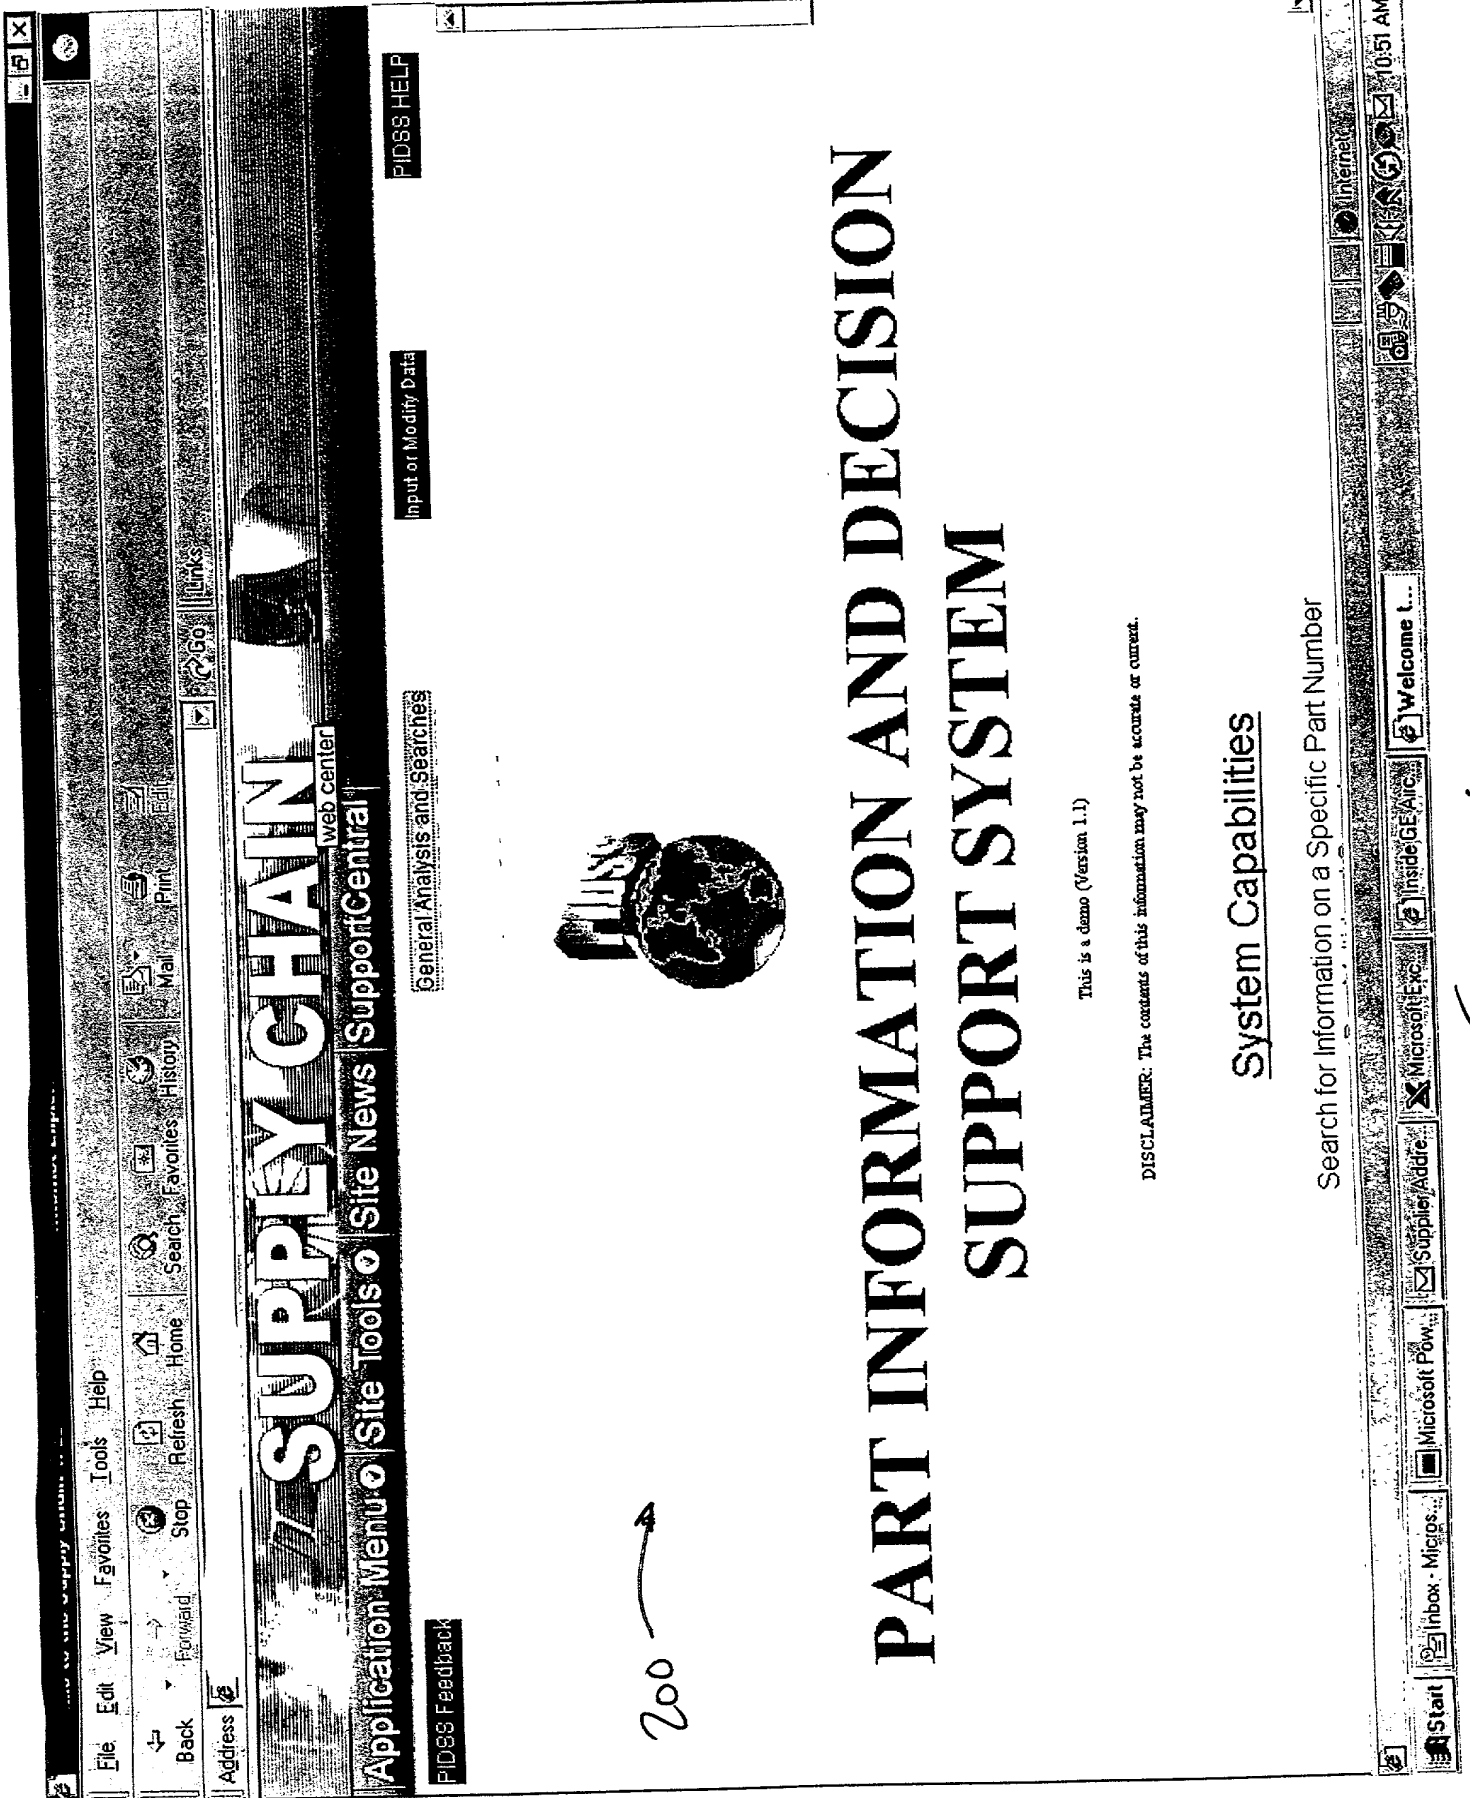 File Edit View Favorites Tools Help
Back Forward Stop Refresh Home Search Favorites History Mail Print Edit
Address Go Links
SUPPLY CHAIN
web center
Application Menu Site Tools Site News SupportCentral
PIDSS Feedback General Analysis and Searches Input or Modify Data PIDSS HELP
200
PART INFORMATION AND DECISION
SUPPORT SYSTEM
This is a demo (Version 1.1)
DISCLAIMER: The contents of this information may not be accurate or current.
System Capabilities
Search for Information on a Specific Part Number
Internet
Start Inbox - Micros... Microsoft Pow... Supplier Addre... Microsoft Exc... Inside GE Airc... Welcome t... 10:51 AM